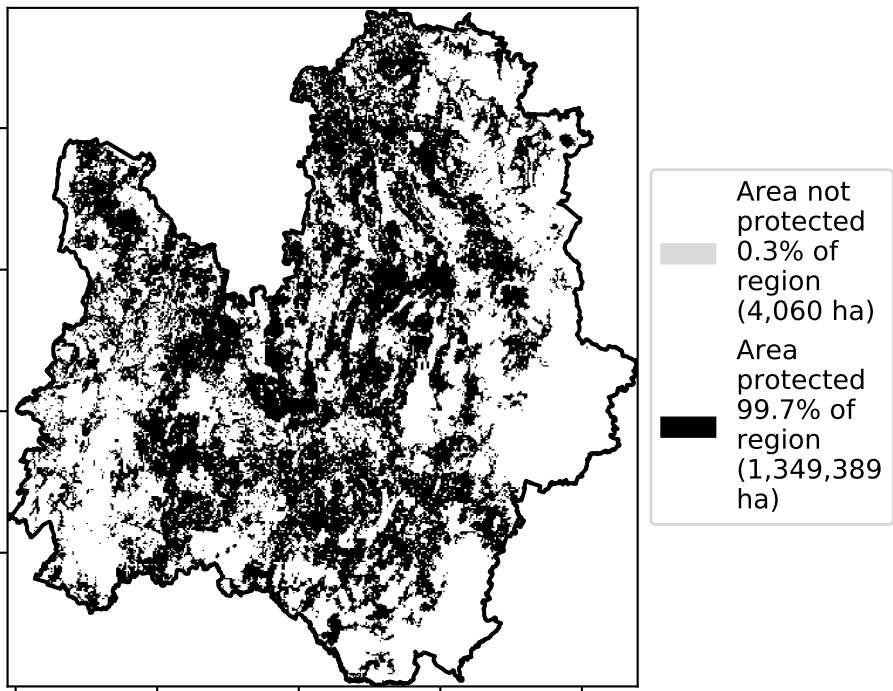 Area not
protected
0.3% of
region
(4,060 ha)
Area
protected
99.7% of
region
(1,349,389
ha)